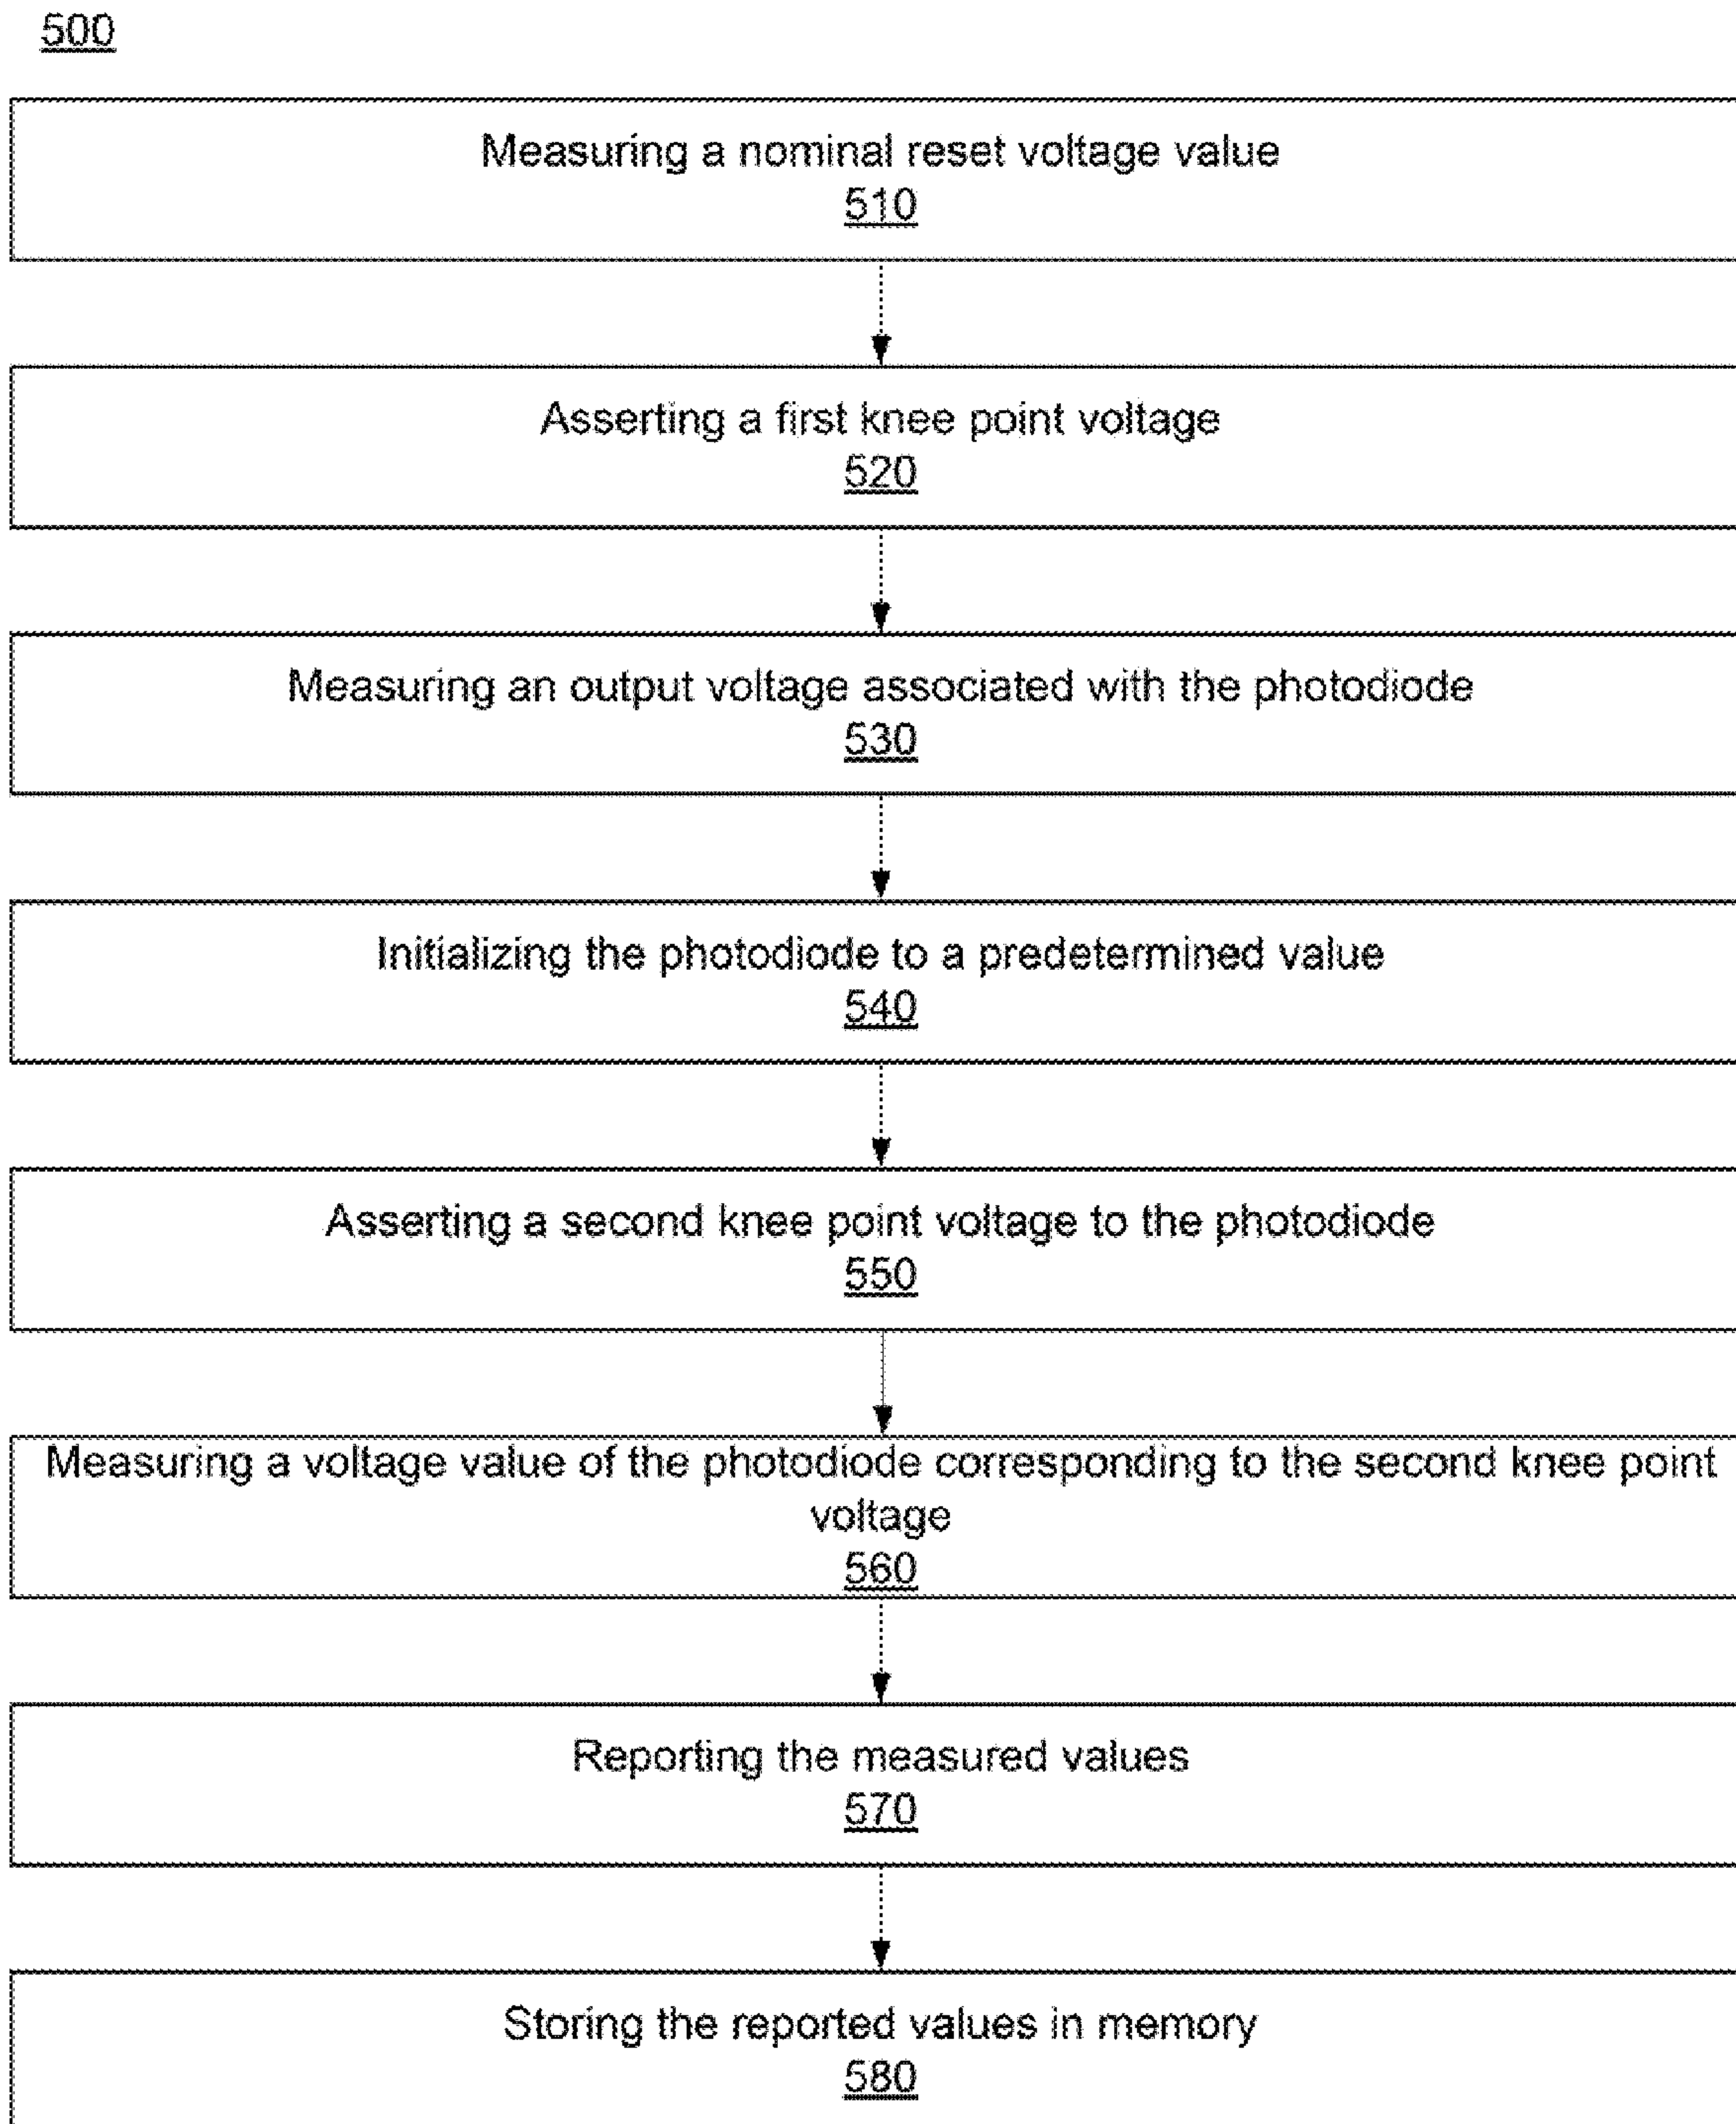 500
Measuring a nominal reset voltage value
510
Asserting a first knee point voltage
520
Measuring an output voltage associated with the photodiode
530
Initializing the photodiode to a predetermined value
540
Asserting a second knee point voltage to the photodiode
550
Measuring a voltage value of the photodiode corresponding to the second knee point
voltage
560
Reporting the measured values
570
Storing the reported values in memory
580